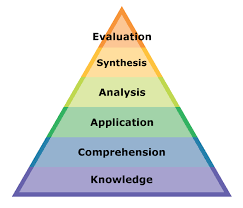 Evaluation
Synthesis
Analysis
Application
Comprehension
Knowledge